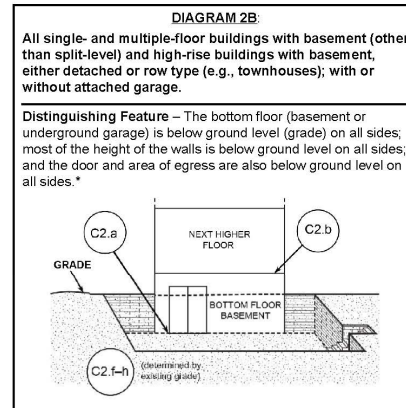 DIAGRAM 2B:
All single- and multiple-floor buildings with basement (other
than split-level) and high-rise buildings with basement,
either detached or row type (e.g., townhouses); with or
without attached garage.
Distinguishing Feature – The bottom floor (basement or
underground garage) is below ground level (grade) on all sides;
most of the height of the walls is below ground level on all sides;
and the door and area of egress are also below ground level on
all sides.*
C2.a
NEXT HIGHER
FLOOR
C2.b
GRADE
BOTTOM FLOOR
BASEMENT
C2.f–h
(determined by
existing grade)